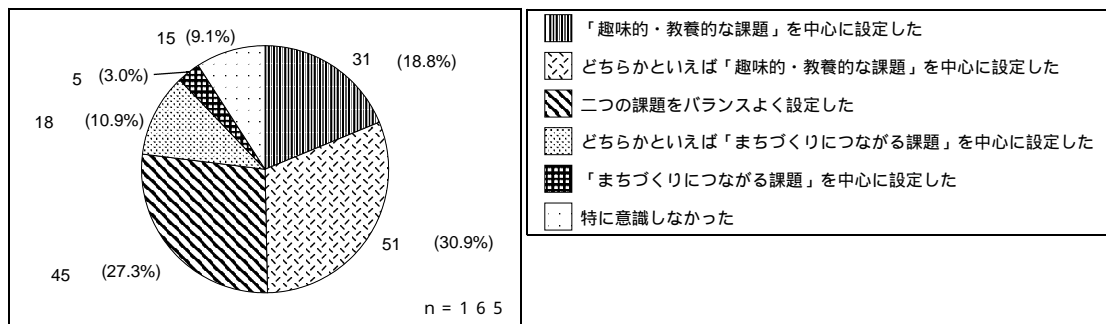 15 (9.1%)
31 (18.8%)
5 (3.0%)
18 (10.9%)
51 (30.9%)
45 (27.3%)
n=165
「趣味的・教養的な課題」を中心に設定した
どちらかといえば「趣味的・教養的な課題」を中心に設定した
二つの課題をバランスよく設定した
どちらかといえば「まちづくりにつながる課題」を中心に設定した
「まちづくりにつながる課題」を中心に設定した
特に意識しなかった